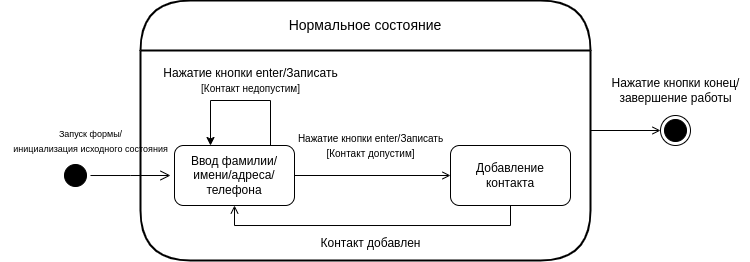 Нормальное состояние
Нажатие кнопки enter/Записать
[Контакт недопустим]
Нажатие кнопки конец/
завершение работы
Запуск формы/
инициализация исходного состояния
Нажатие кнопки enter/Записать
[Контакт допустим]
Ввод фамилии/
имени/адреса/
телефона
Добавление
контакта
Контакт добавлен